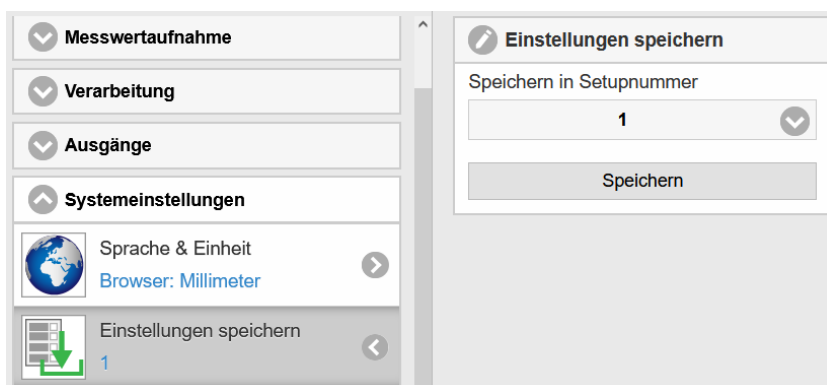 Messwertaufnahme
Verarbeitung
Ausgänge
Systemeinstellungen
Sprache & Einheit
Browser: Millimeter
Einstellungen speichern
1
Einstellungen speichern
Speichern in Setupnummer
1
Speichern